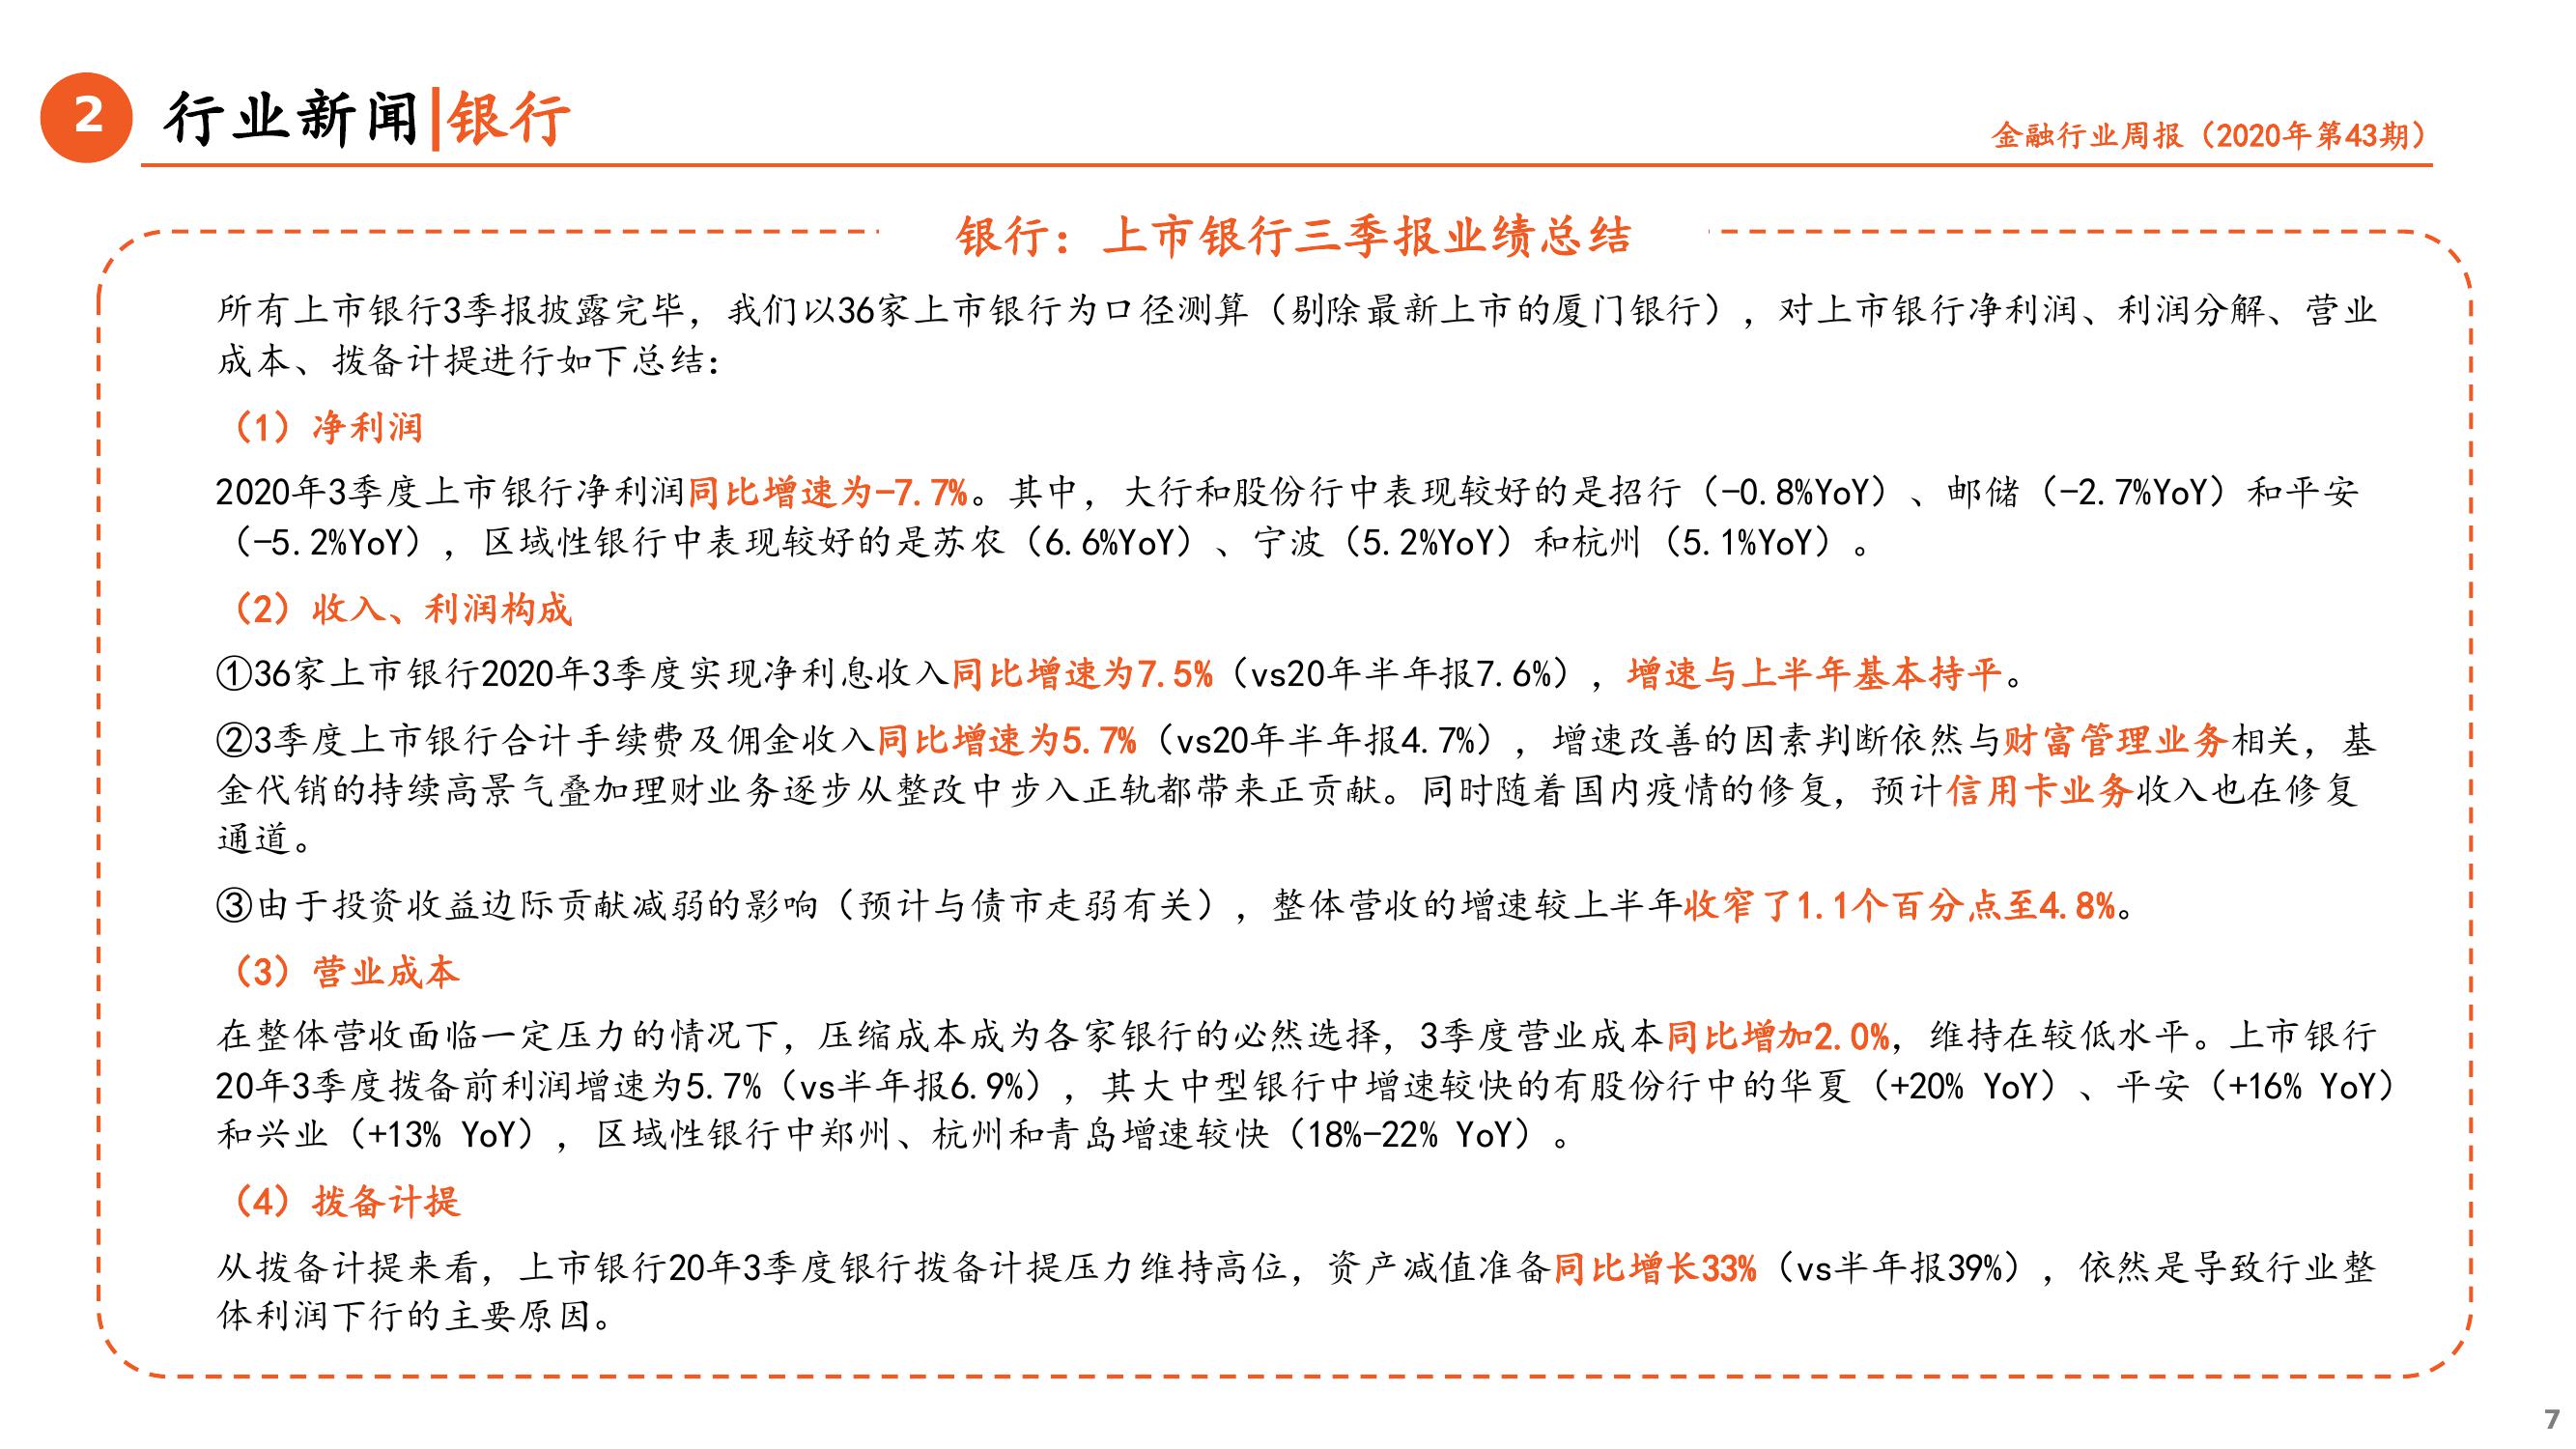 2 行业新闻|银行
金融行业周报（2020年第43期）
银行：上市银行三季报业绩总结
所有上市银行3季报披露完毕，我们以36家上市银行为口径测算（剔除最新上市的厦门银行），对上市银行净利润、利润分解、营业
成本、拨备计提进行如下总结：
（1）净利润
2020年3季度上市银行净利润同比增速为-7.7%。其中，大行和股份行中表现较好的是招行（-0.8%YoY）、邮储（-2.7%YoY）和平安
（-5.2%YoY），区域性银行中表现较好的是苏农（6.6%YoY）、宁波（5.2%YoY）和杭州（5.1%YoY）。
（2）收入、利润构成
①36家上市银行2020年3季度实现净利息收入同比增速为7.5%（vs20年半年报7.6%），增速与上半年基本持平。
②3季度上市银行合计手续费及佣金收入同比增速为5.7%（vs20年半年报4.7%），增速改善的因素判断依然与财富管理业务相关，基
金代销的持续高景气叠加理财业务逐步从整改中步入正轨都带来正贡献。同时随着国内疫情的修复，预计信用卡业务收入也在修复
通道。
③由于投资收益边际贡献减弱的影响（预计与债市走弱有关），整体营收的增速较上半年收窄了1.1个百分点至4.8%。
（3）营业成本
在整体营收面临一定压力的情况下，压缩成本成为各家银行的必然选择，3季度营业成本同比增加2.0%，维持在较低水平。上市银行
20年3季度拨备前利润增速为5.7%（vs半年报6.9%），其大中型银行中增速较快的有股份行中的华夏（+20% YoY）、平安（+16% YoY）
和兴业（+13% YoY），区域性银行中郑州、杭州和青岛增速较快（18%-22% YoY）。
（4）拨备计提
从拨备计提来看，上市银行20年3季度银行拨备计提压力维持高位，资产减值准备同比增长33%（vs半年报39%），依然是导致行业整
体利润下行的主要原因。
7